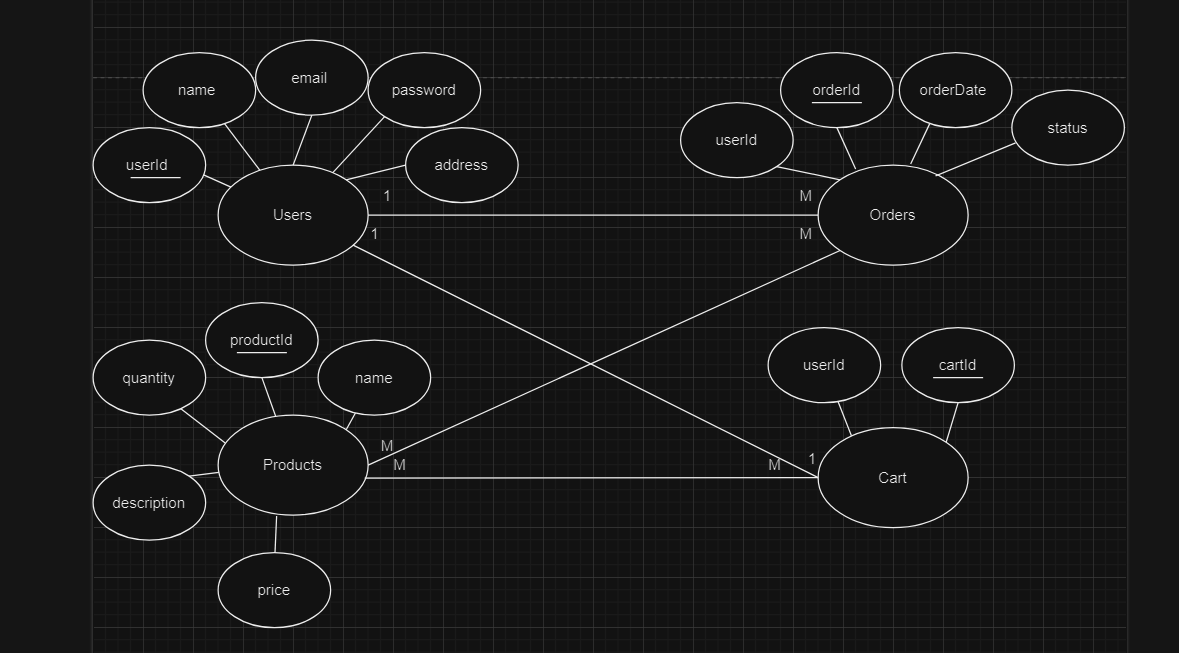 name
email
password
userId
address
Users
1
1
userId
orderId
orderDate
status
M
M
Orders
productId
quantity
name
Products
description
price
M
M
userId
cartId
1
M
Cart